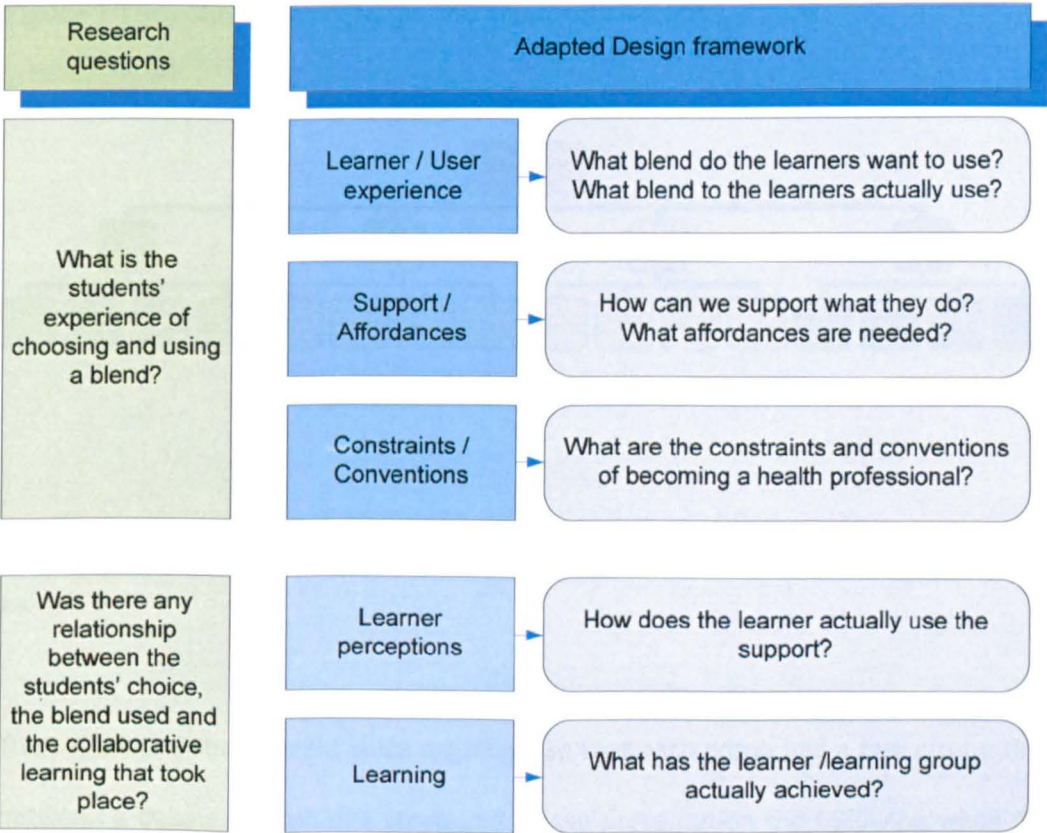 Research
questions
Adapted Design framework
What is the
students'
experience of
choosing and using
a blend?
Learner / User
experience
What blend do the learners want to use?
What blend to the learners actually use?
Support /
Affordances
How can we support what they do?
What affordances are needed?
Constraints /
Conventions
What are the constraints and conventions
of becoming a health professional?
Was there any
relationship
between the
students' choice,
the blend used and
the collaborative
learning that took
place?
Learner
perceptions
How does the learner actually use the
support?
Learning
What has the learner /learning group
actually achieved?